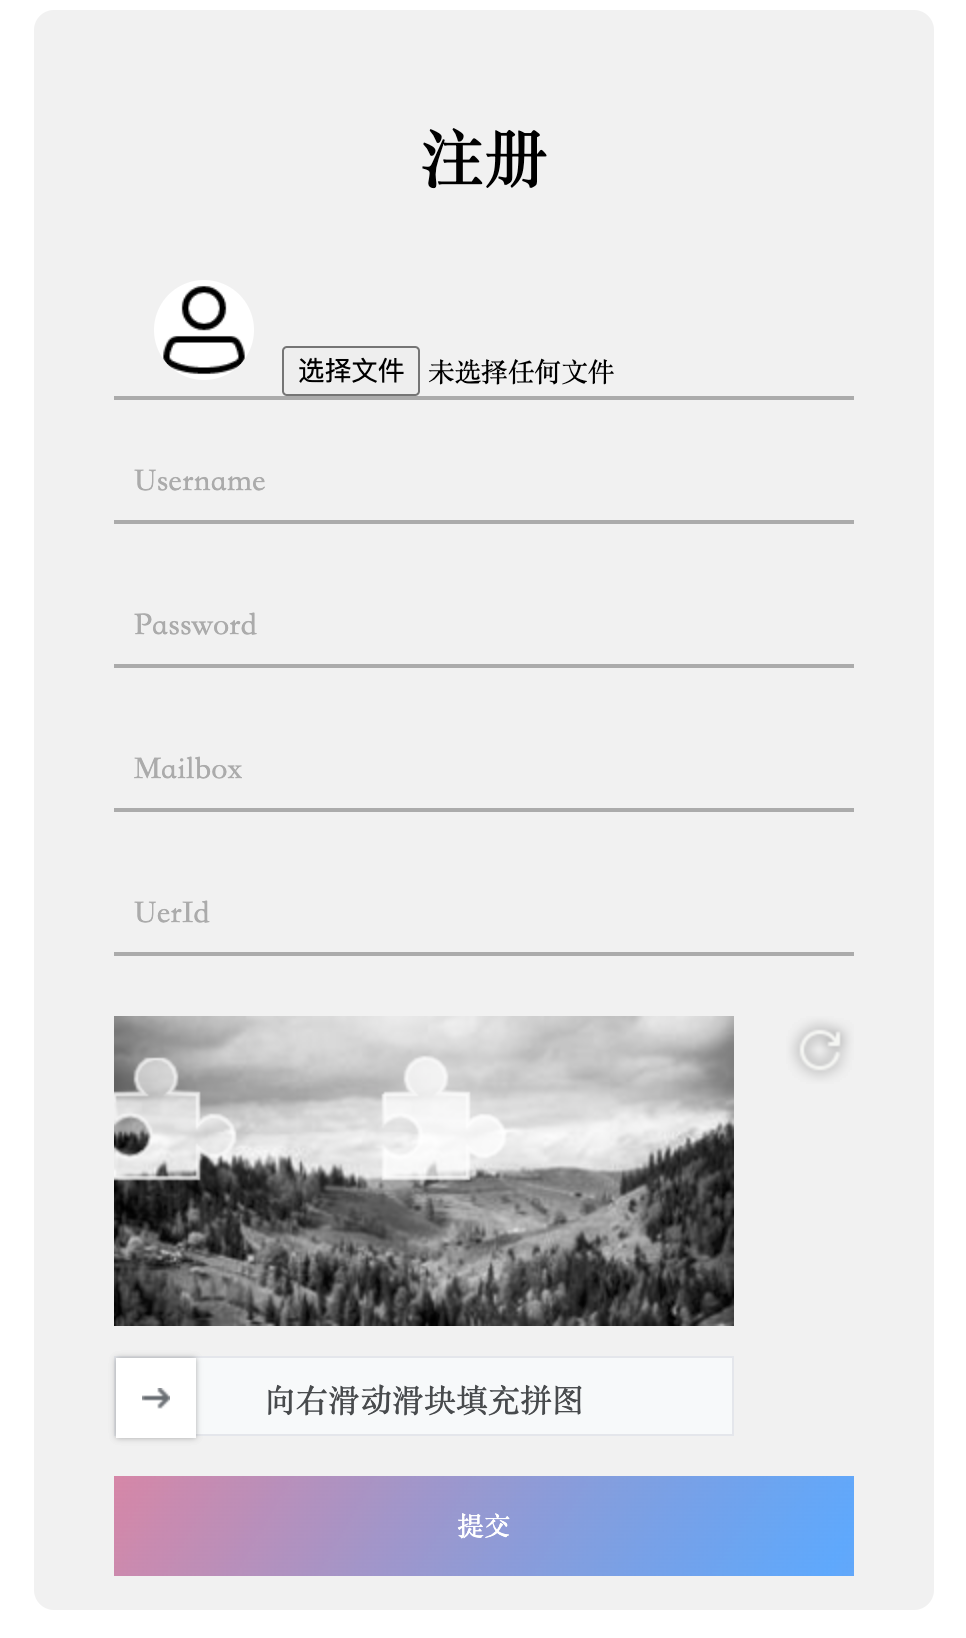 注册
选择文件 未选择任何文件
Username
Password
Mailbox
UerId
向右滑动滑块填充拼图
提交